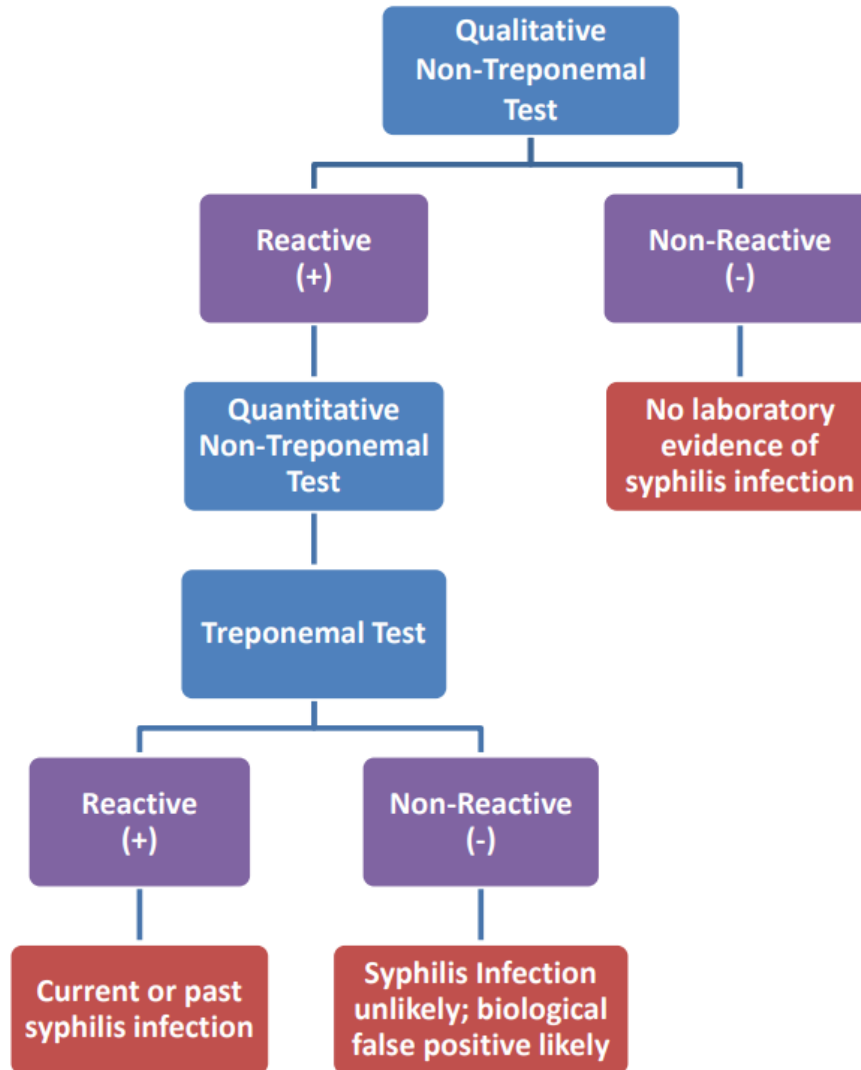 Qualitative
Non-Treponemal
Test
Reactive
(+)
Non-Reactive
(-)
Quantitative
Non-Treponemal
Test
No laboratory
evidence of
syphilis infection
Treponemal Test
Reactive
(+)
Non-Reactive
(-)
Current or past
syphilis infection
Syphilis Infection
unlikely; biological
false positive likely